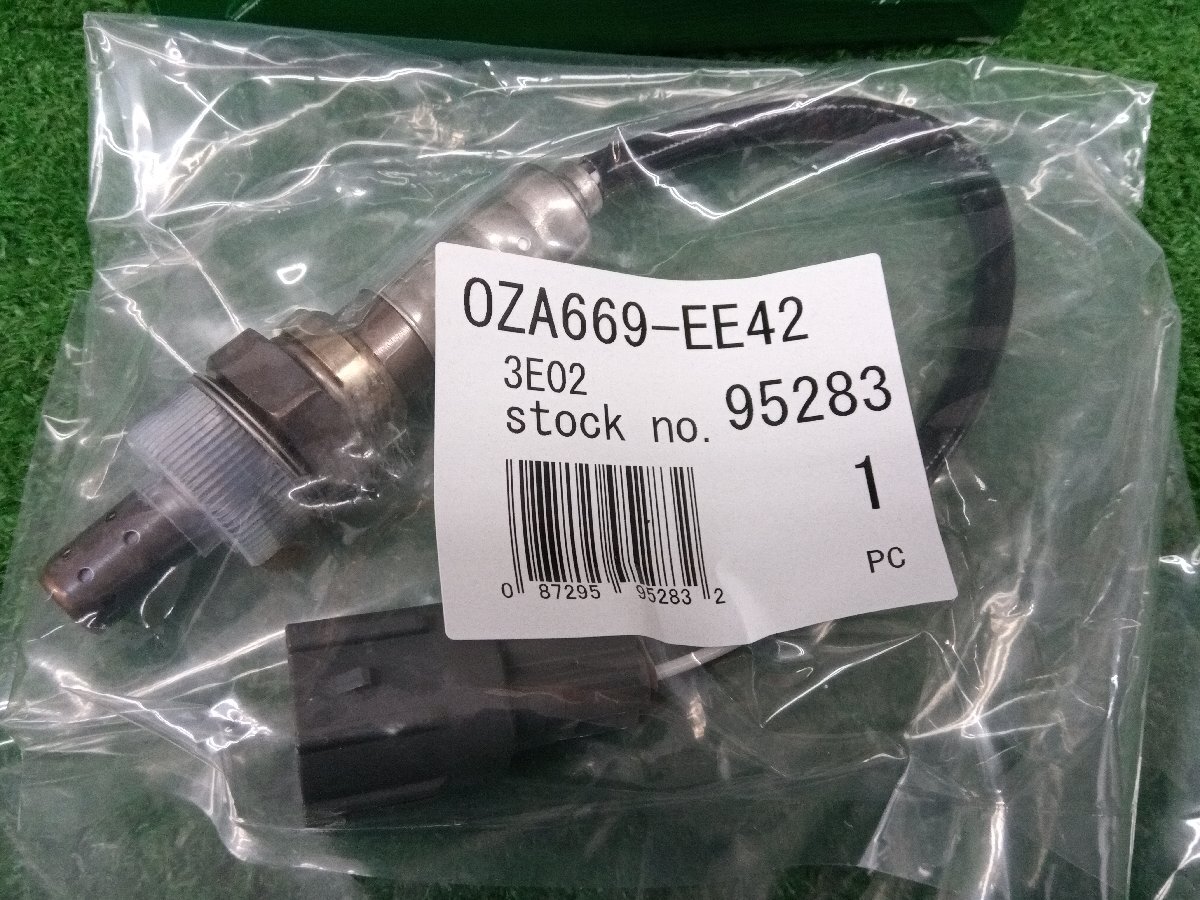 OZA669-EE42
3E02
stock no. 95283
1
PC
0 87295 95283 2